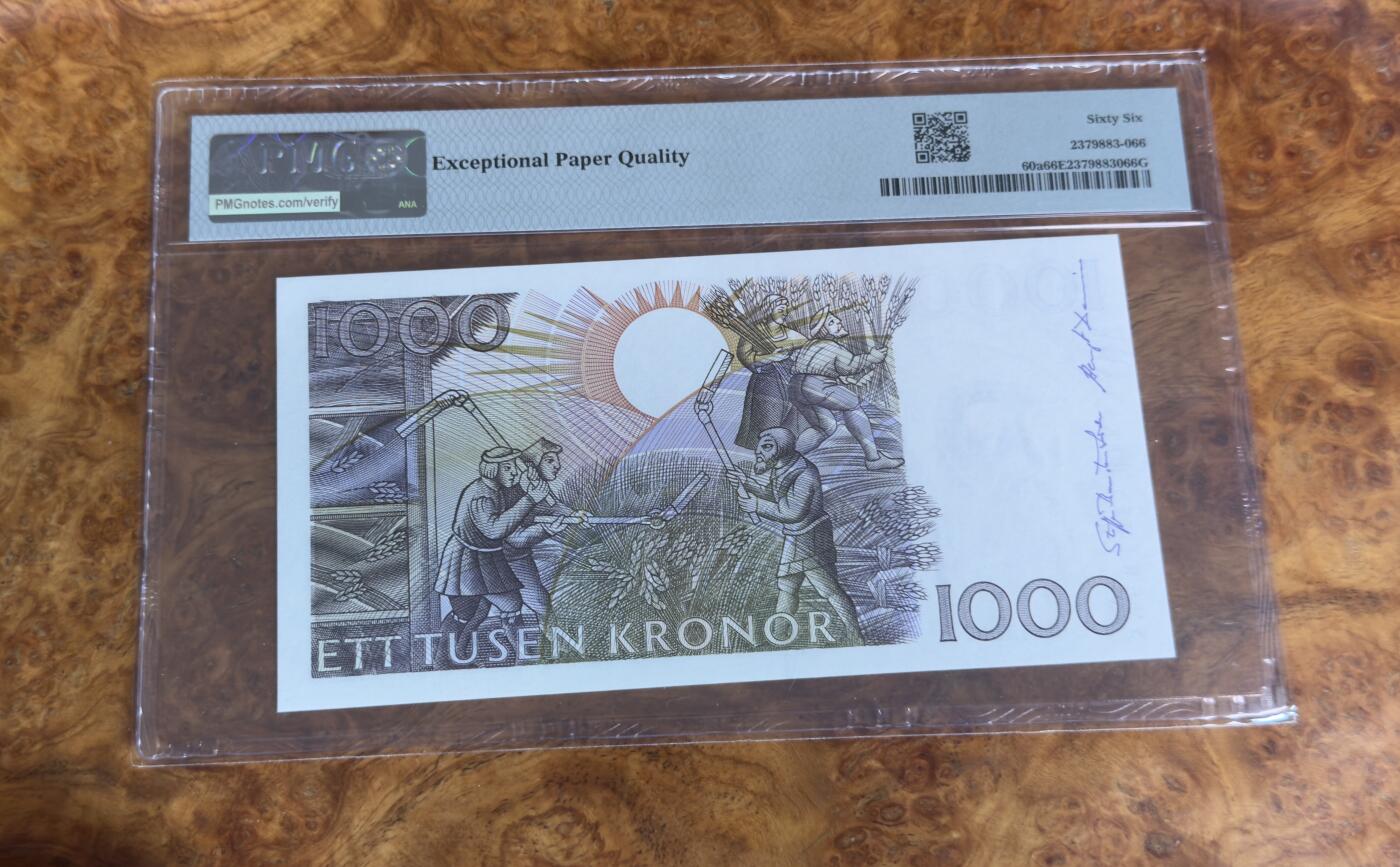 PMG
PMGnotes.com/verify
ANA
Exceptional Paper Quality
Sixty Six
2379883-066
60a66E2379883066G
1000
ETT TUSEN KRONOR
1000